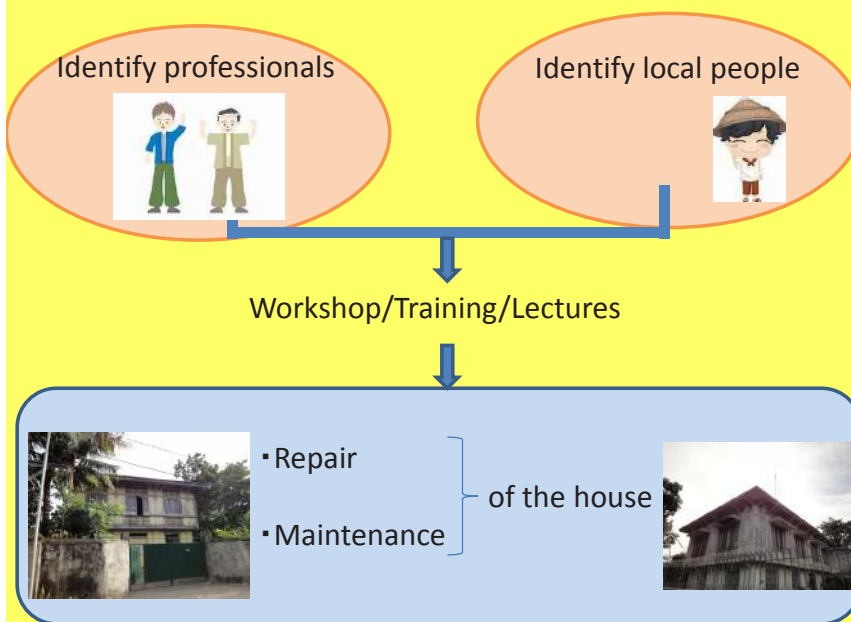 Identify professionals
Identify local people
Workshop/Training/Lectures
・Repair
・Maintenance
of the house